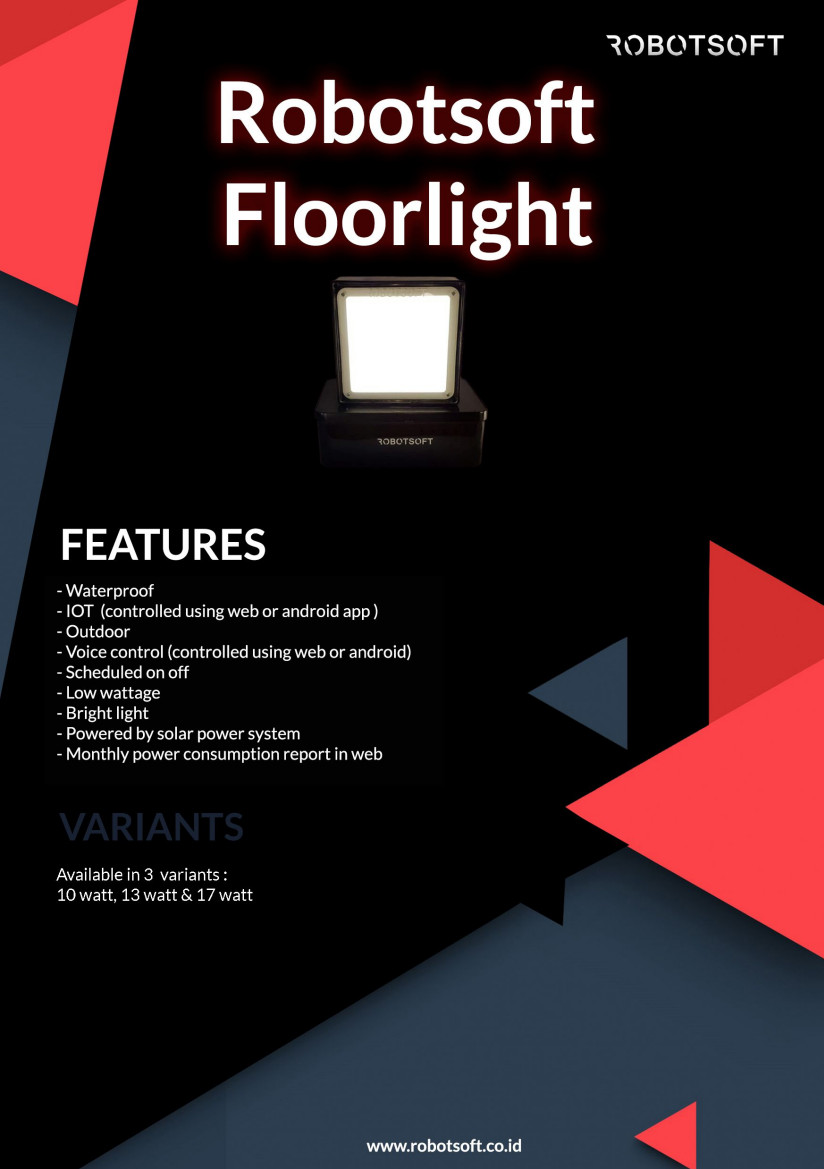 ROBOTSOFT
Robotsoft
Floorlight
ROBOTSOFT
FEATURES
- Waterproof
- IOT  (controlled using web or android app )
- Outdoor
- Voice control (controlled using web or android)
- Scheduled on off
- Low wattage
- Bright light
- Powered by solar power system
- Monthly power consumption report in web
VARIANTS
Available in 3  variants :
10 watt, 13 watt & 17 watt
www.robotsoft.co.id